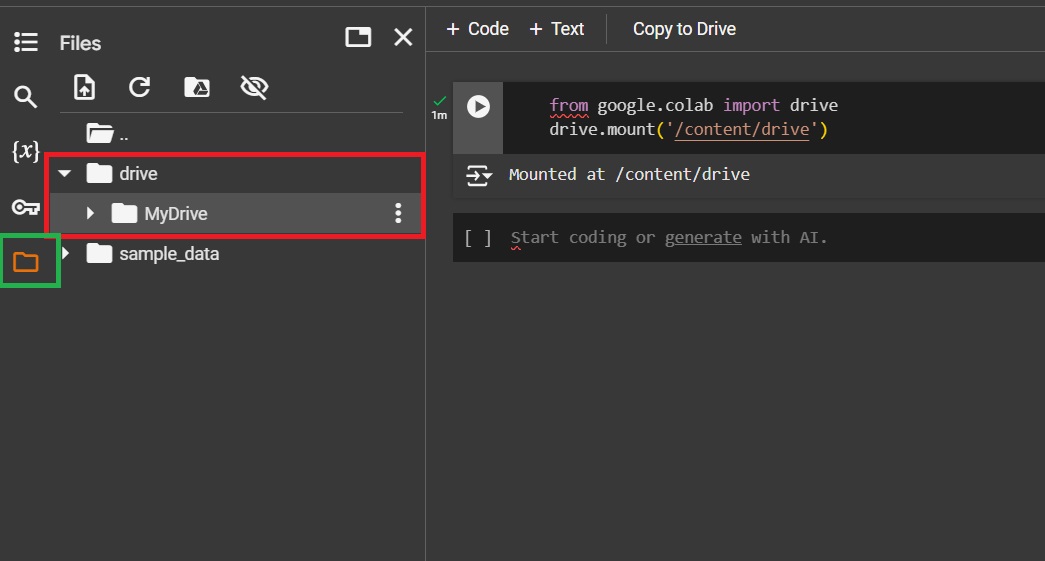 Files
+ Code + Text Copy to Drive
{x}
..
drive
MyDrive
sample_data
1m
from google.colab import drive
drive.mount('/content/drive')
Mounted at /content/drive
[ ] Start coding or generate with AI.